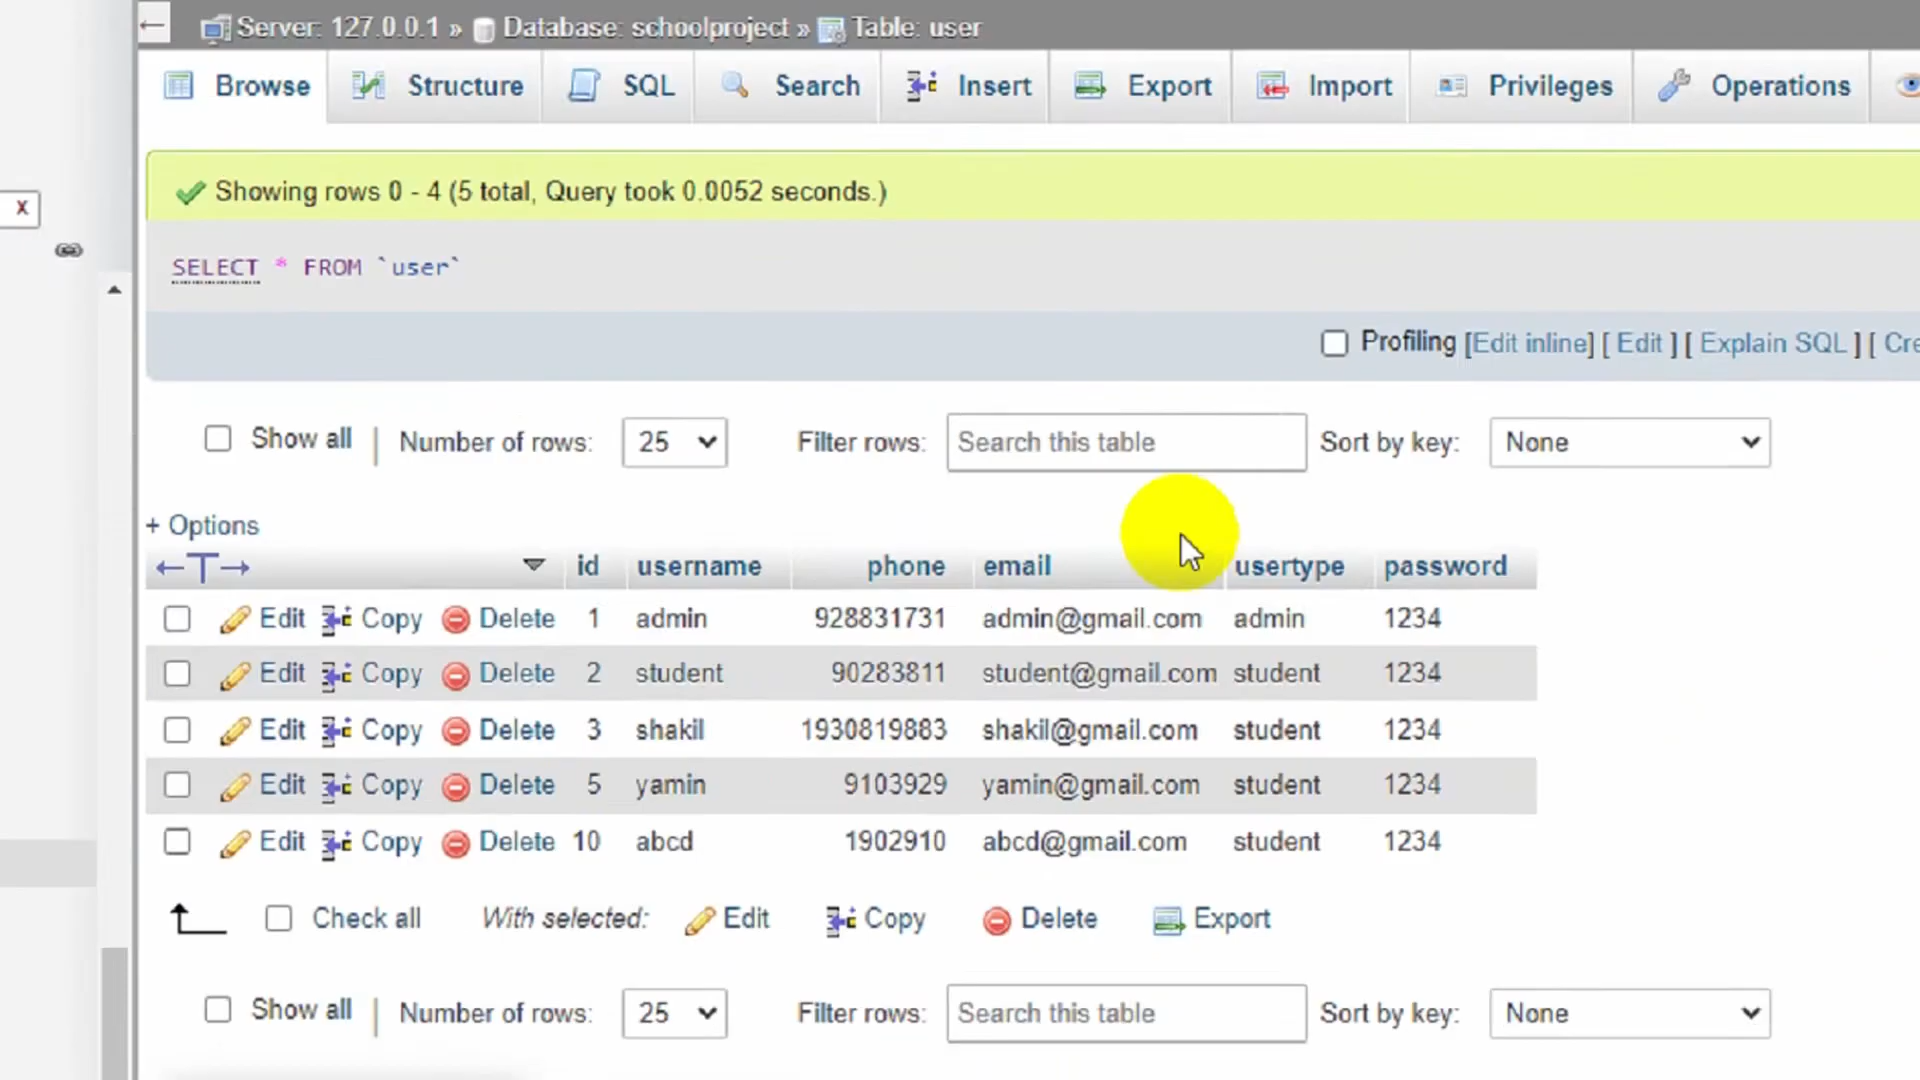 Server: 127.0.0.1 » Database: schoolproject » Table: user
Browse Structure SQL Search Insert Export Import Privileges Operations
Showing rows 0 - 4 (5 total, Query took 0.0052 seconds.)
x
SELECT * FROM `user`
Profiling [Edit inline] [ Edit ] [ Explain SQL ] [
Show all Number of rows: 25 Filter rows: Search this table Sort by key: None
+ Options
id username phone email usertype password
Edit Copy Delete 1 admin 928831731 admin@gmail.com admin 1234
Edit Copy Delete 2 student 90283811 student@gmail.com student 1234
Edit Copy Delete 3 shakil 1930819883 shakil@gmail.com student 1234
Edit Copy Delete 5 yamin 9103929 yamin@gmail.com student 1234
Edit Copy Delete 10 abcd 1902910 abcd@gmail.com student 1234
Check all With selected: Edit Copy Delete Export
Show all Number of rows: 25 Filter rows: Search this table Sort by key: None